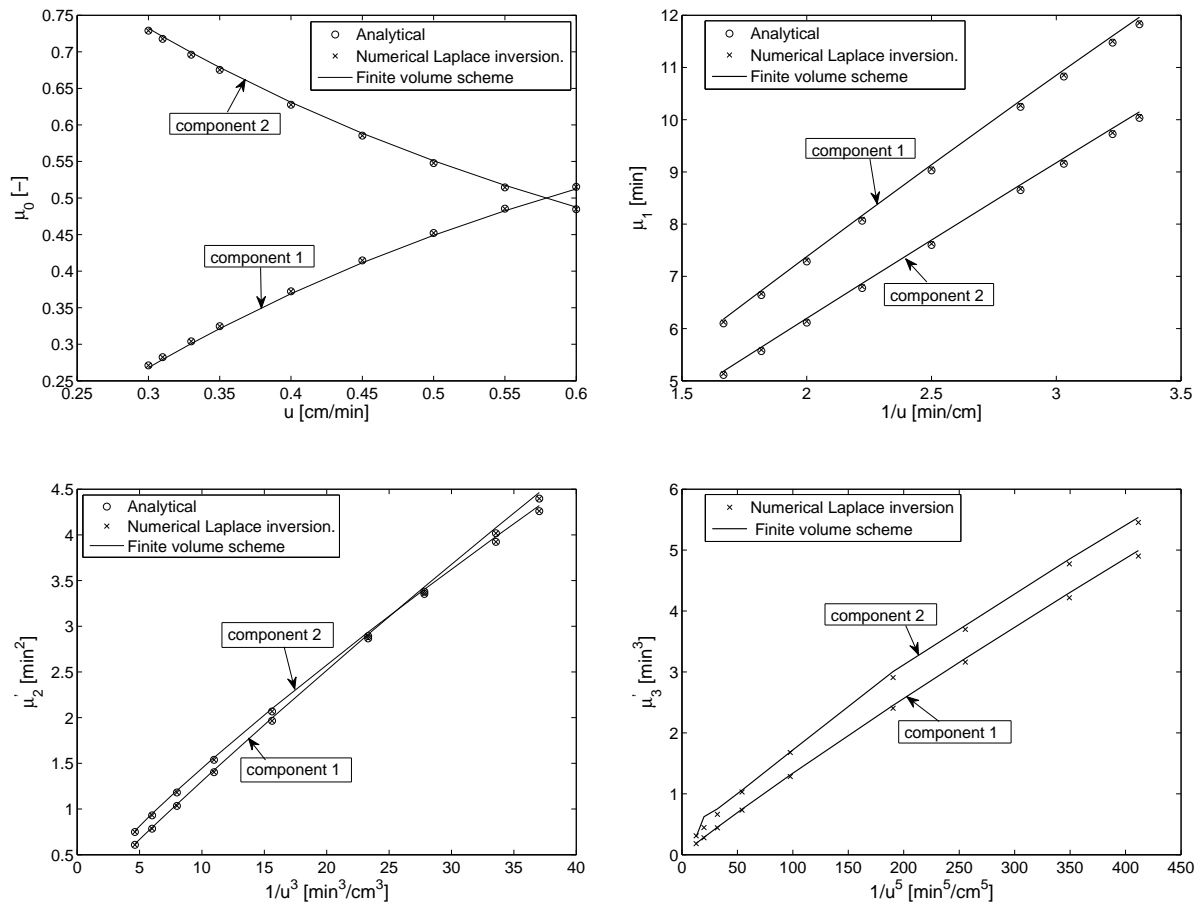 0.75
0.7
0.65
0.6
0.55
0.5
0.45
0.4
0.35
0.3
0.25
μ0 [−]
Analytical
Numerical Laplace inversion.
Finite volume scheme
component 2
component 1
0.25 0.3 0.35 0.4 0.45 0.5 0.55 0.6
u [cm/min]
12
11
10
9
8
7
6
5
μ1 [min]
Analytical
Numerical Laplace inversion.
Finite volume scheme
component 1
component 2
1.5 2 2.5 3 3.5
1/u [min/cm]
4.5
4
3.5
3
2.5
2
1.5
1
0.5
μ2' [min2]
Analytical
Numerical Laplace inversion.
Finite volume scheme
component 2
component 1
0 5 10 15 20 25 30 35 40
1/u3 [min3/cm3]
6
5
4
3
2
1
0
μ3' [min3]
Numerical Laplace inversion
Finite volume scheme
component 2
component 1
0 50 100 150 200 250 300 350 400 450
1/u5 [min5/cm5]